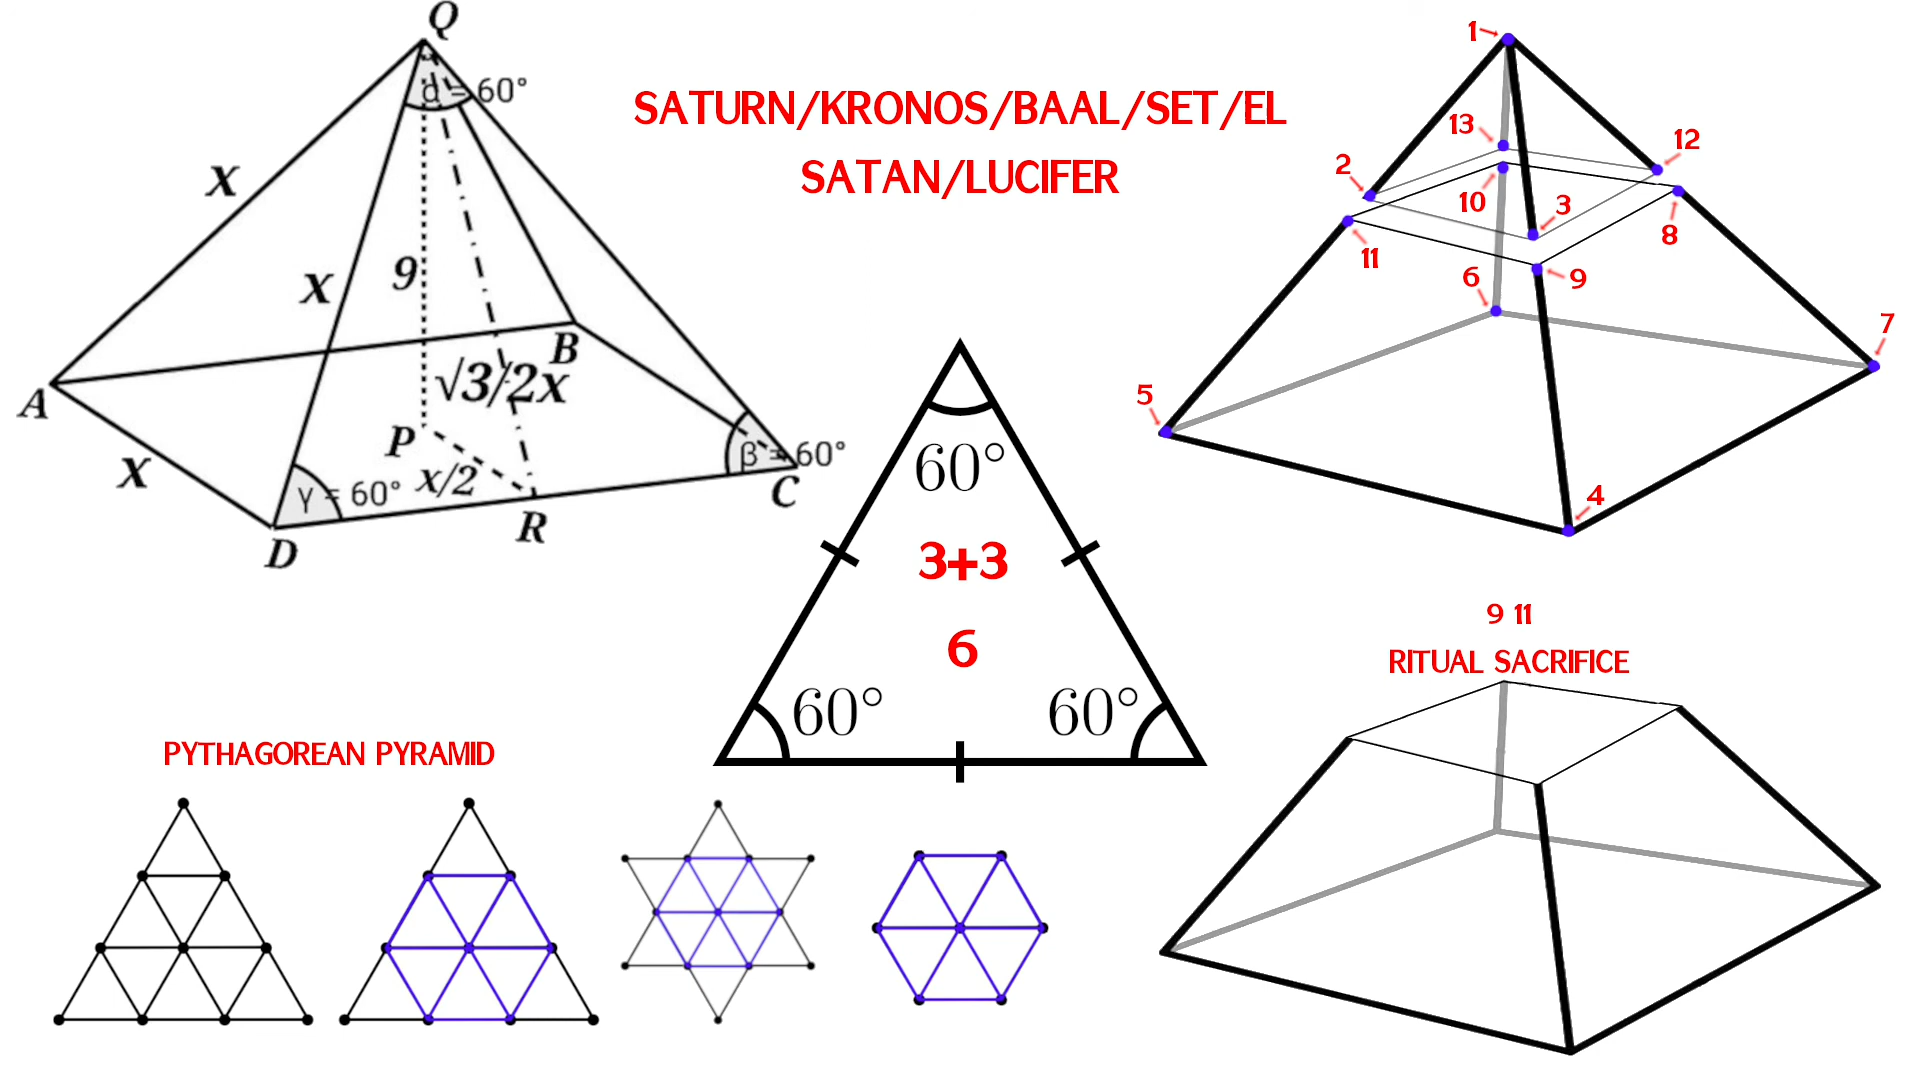 Q
α = 60°
X
X
9
√3/2x
A
B
P
x/2
X
γ = 60°
β = 60°
D
R
C
SATURN/KRONOS/BAAL/SET/EL
SATAN/LUCIFER
1
13
12
2
10
3
8
11
6
9
7
5
4
60°
3+3
6
60°
60°
9 11
RITUAL SACRIFICE
PYTHAGOREAN PYRAMID